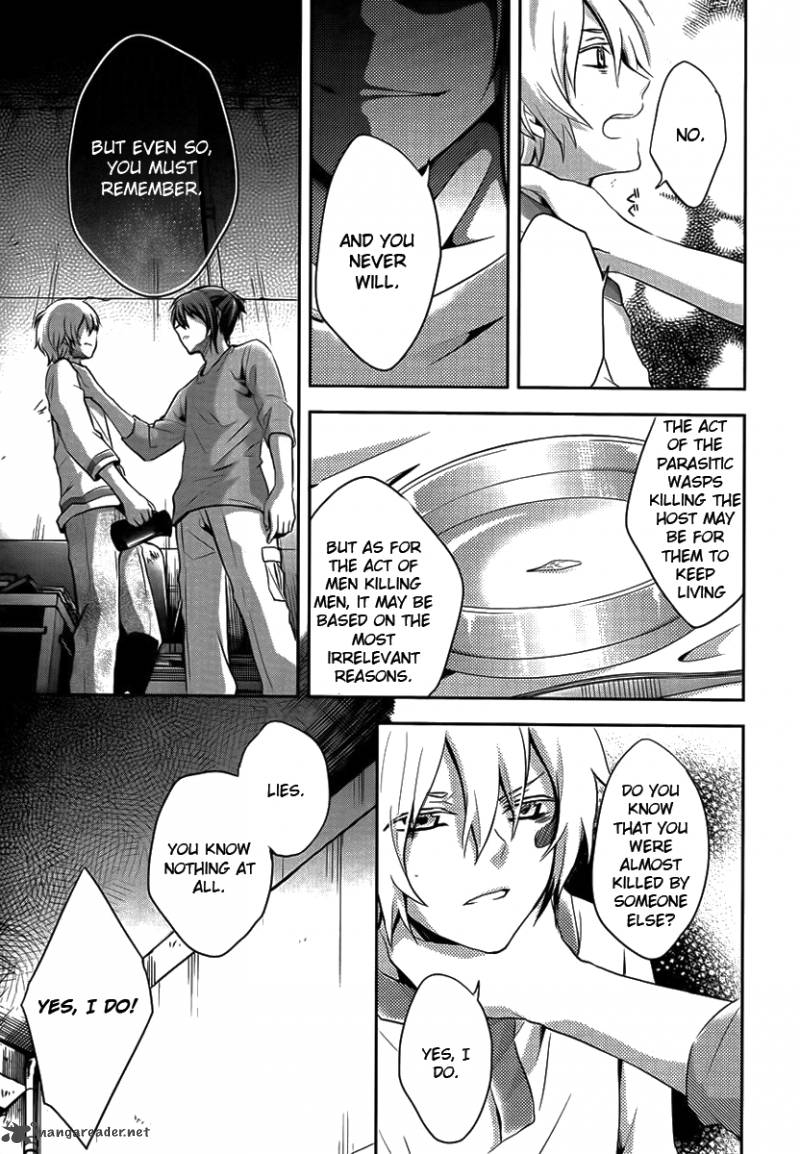 NO.
AND YOU
NEVER
WILL.
BUT EVEN SO,
YOU MUST
REMEMBER.
THE ACT
OF THE
PARASITIC
WASPS
KILLING THE
HOST MAY
BE FOR
THEM TO
KEEP
LIVING
BUT AS FOR
THE ACT OF
MEN KILLING
MEN, IT MAY BE
BASED ON THE
MOST
IRRELEVANT
REASONS.
DO YOU
KNOW
THAT YOU
WERE
ALMOST
KILLED BY
SOMEONE
ELSE?
YES, I
DO.
LIES.
YOU KNOW
NOTHING AT
ALL.
YES, I DO!
mangareader.net